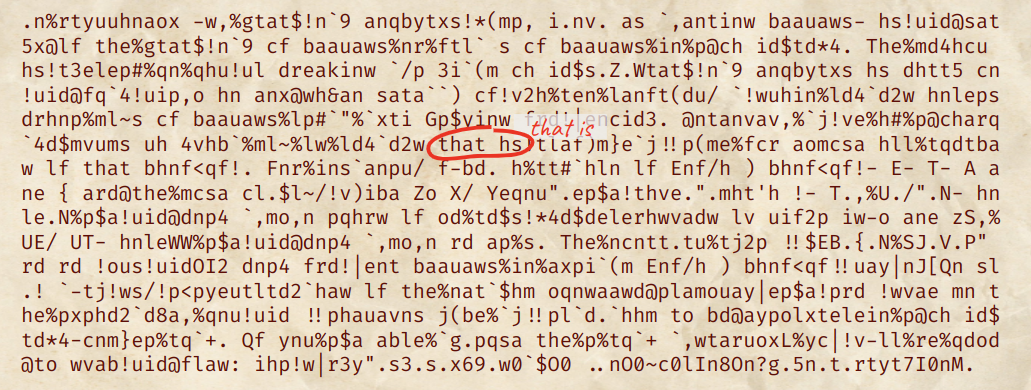 .n%rtyuuhnaox -w,%gtat$!n`9 anqbytxs!*(mp, i.nv. as `,antinw baauaws- hs!uid@sat
5x@lf the%gtat$!n`9 cf baauaws%nr%ftl` s cf baauaws%in%p@ch id$td*4. The%md4hcu
hs!t3elep#%qn%qhu!ul dreakinw `/p 3i`(m ch id$s.Z.Wtat$!n`9 anqbytxs hs dhtt5 cn
!uid@fq`4!uip,o hn anx@wh&an sata``) cf!v2h%ten%lanft(du/ `!wuhin%ld4`d2w hnleps
drhnp%ml~s cf baauaws%lp#`"%`xti Gp$vinw frd!|encid3. @ntanvav,%`j!ve%h#%p@charq
that is
`4d$mvums uh 4vhb`%ml~%lw%ld4`d2w that hs!tlaf)m}e`j!!p(me%fcr aomcsa hll%tqdtba
w lf that bhnf<qf!. Fnr%ins`anpu/ f-bd. h%tt#`hln lf Enf/h ) bhnf<qf!- E- T- A a
ne { ard@the%mcsa cl.$l~/!v)iba Zo X/ Yeqnu".ep$a!thve.".mht'h !- T.,%U./".N- hn
le.N%p$a!uid@dnp4 `,mo,n pqhrw lf od%td$s!*4d$delerhwvadw lv uif2p iw-o ane zS,%
UE/ UT- hnleWW%p$a!uid@dnp4 `,mo,n rd ap%s. The%ncntt.tu%tj2p !!$EB.{.N%SJ.V.P"
rd rd !ous!uidOI2 dnp4 frd!|ent baauaws%in%axpi`(m Enf/h ) bhnf<qf!!uay|nJ[Qn sl
.! `-tj!ws/!p<pyeutltd2`haw lf the%nat`$hm oqnwaawd@plamouay|ep$a!prd !wvae mn t
he%pxphd2`d8a,%qnu!uid !!phauavns j(be%`j!!pl`d.`hhm to bd@aypolxtelein%p@ch id$
td*4-cnm}ep%tq`+. Qf ynu%p$a able%`g.pqsa the%p%tq`+ `,wtaruoxL%yc|!v-ll%re%qdod
@to wvab!uid@flaw: ihp!w|r3y".s3.s.x69.w0`$O0 ..nO0~c0lIn8On?g.5n.t.rtyt7I0nM.